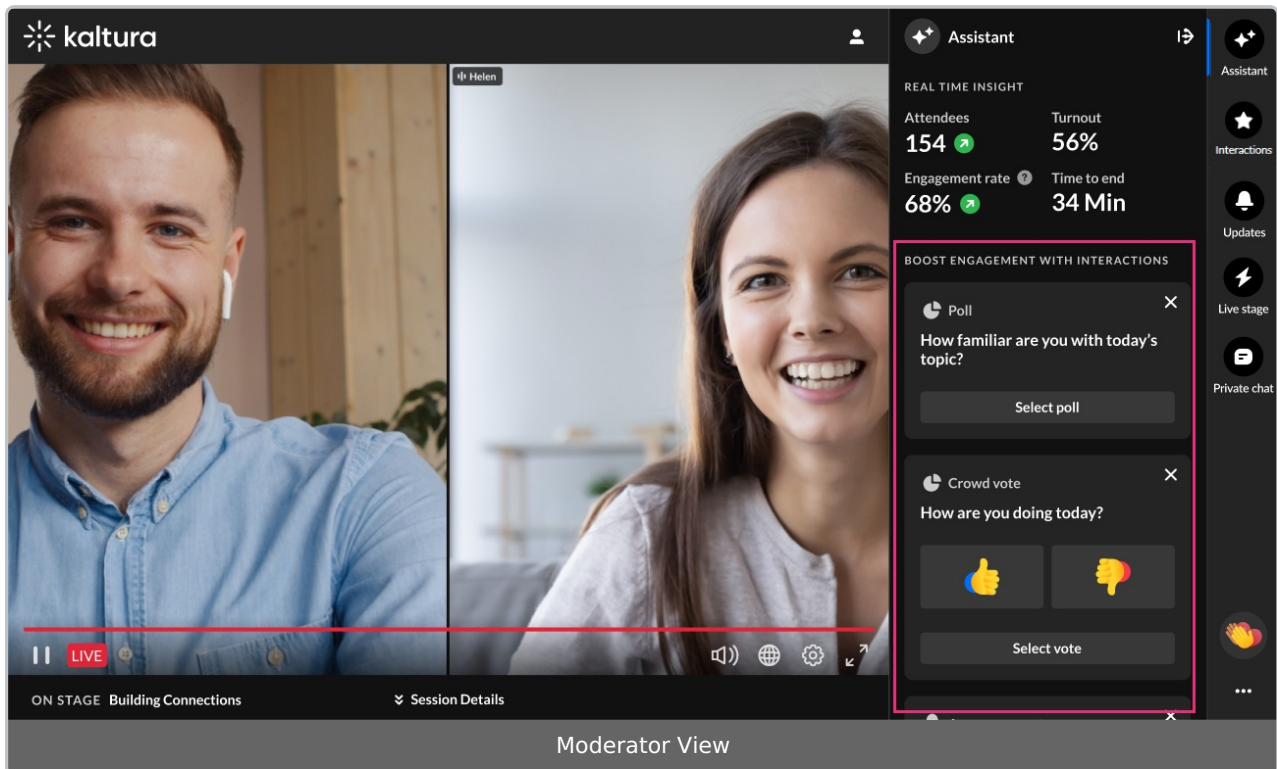 kaltura
Helen
Assistant
REAL TIME INSIGHT
Attendees
Turnout
154
56%
Engagement rate ?
Time to end
68%
34 Min
BOOST ENGAGEMENT WITH INTERACTIONS
Poll
How familiar are you with today's
topic?
Select poll
Crowd vote
How are you doing today?
Select vote
Assistant
Interactions
Updates
Live stage
Private chat
LIVE
ON STAGE Building Connections
Session Details
Moderator View